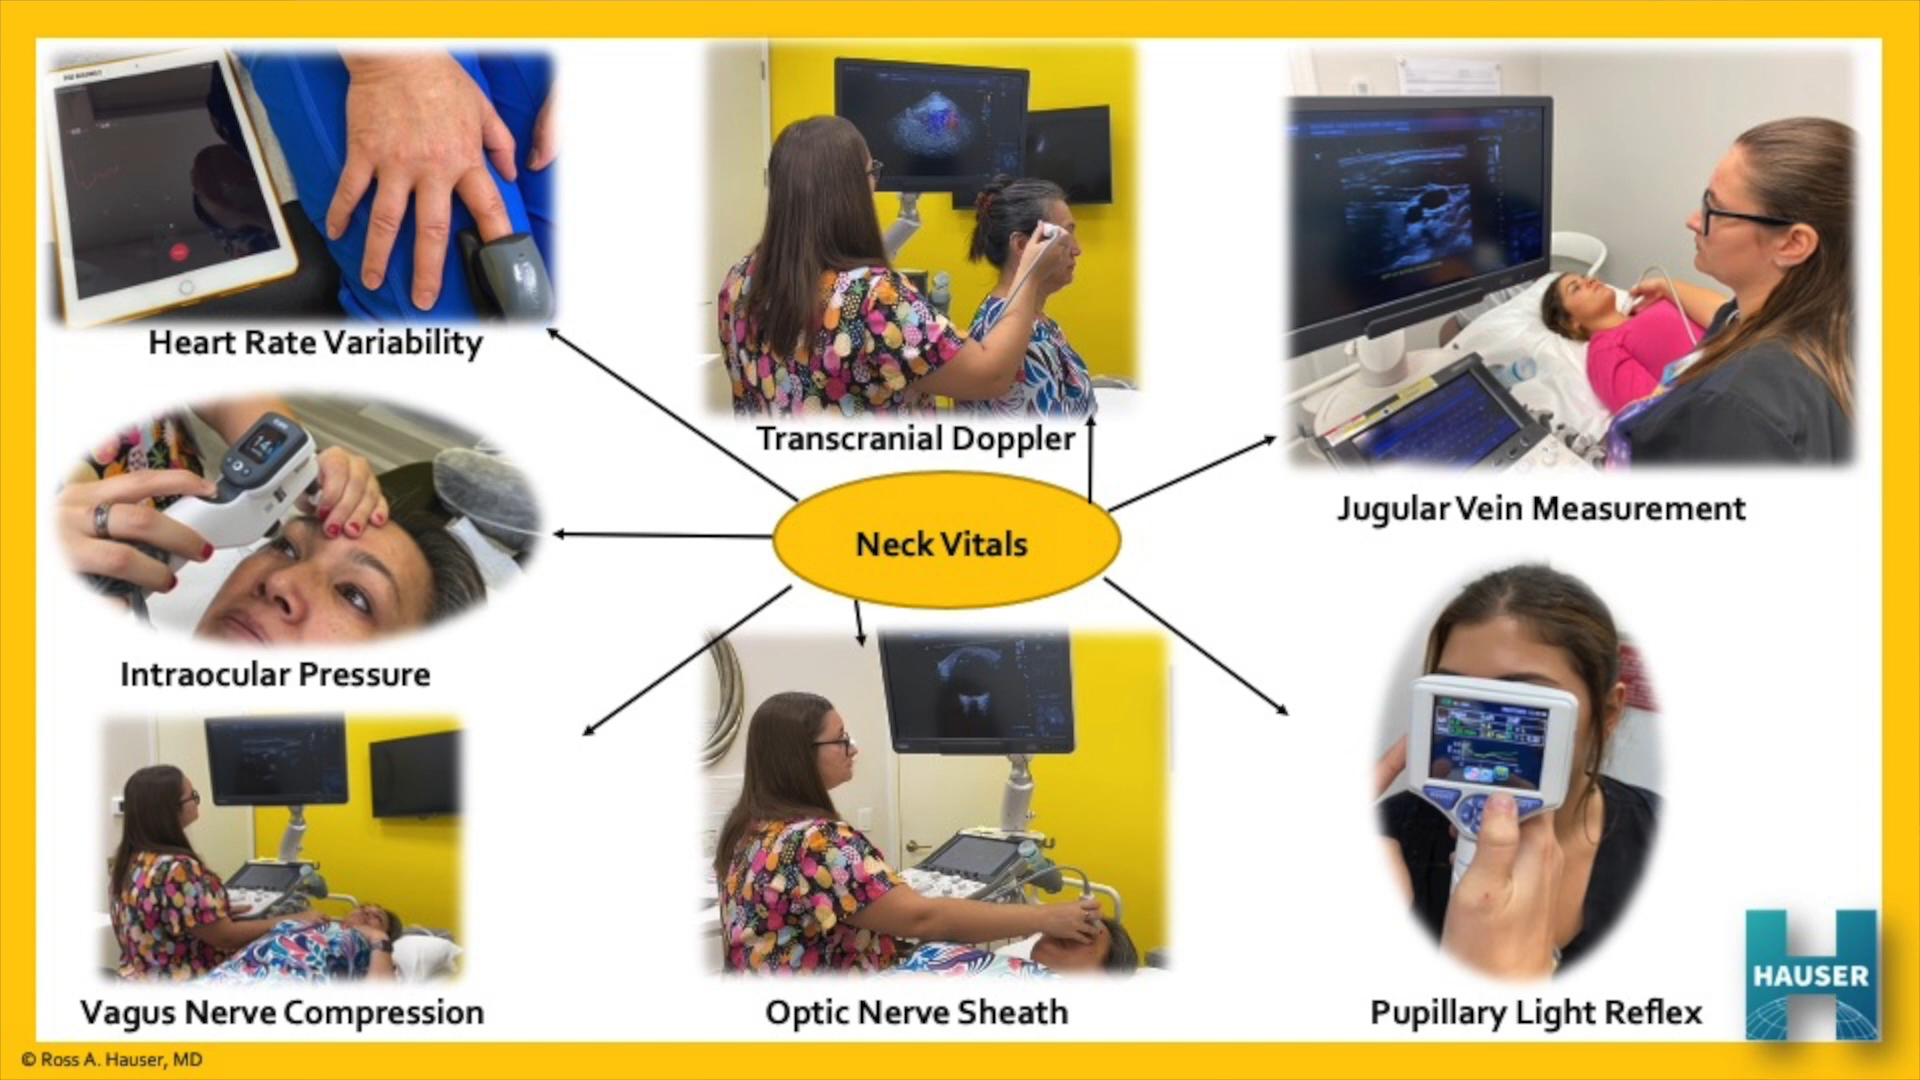 Heart Rate Variability
Transcranial Doppler
Jugular Vein Measurement
Neck Vitals
Intraocular Pressure
Vagus Nerve Compression
Optic Nerve Sheath
Pupillary Light Reflex
HAUSER
© Ross A. Hauser, MD